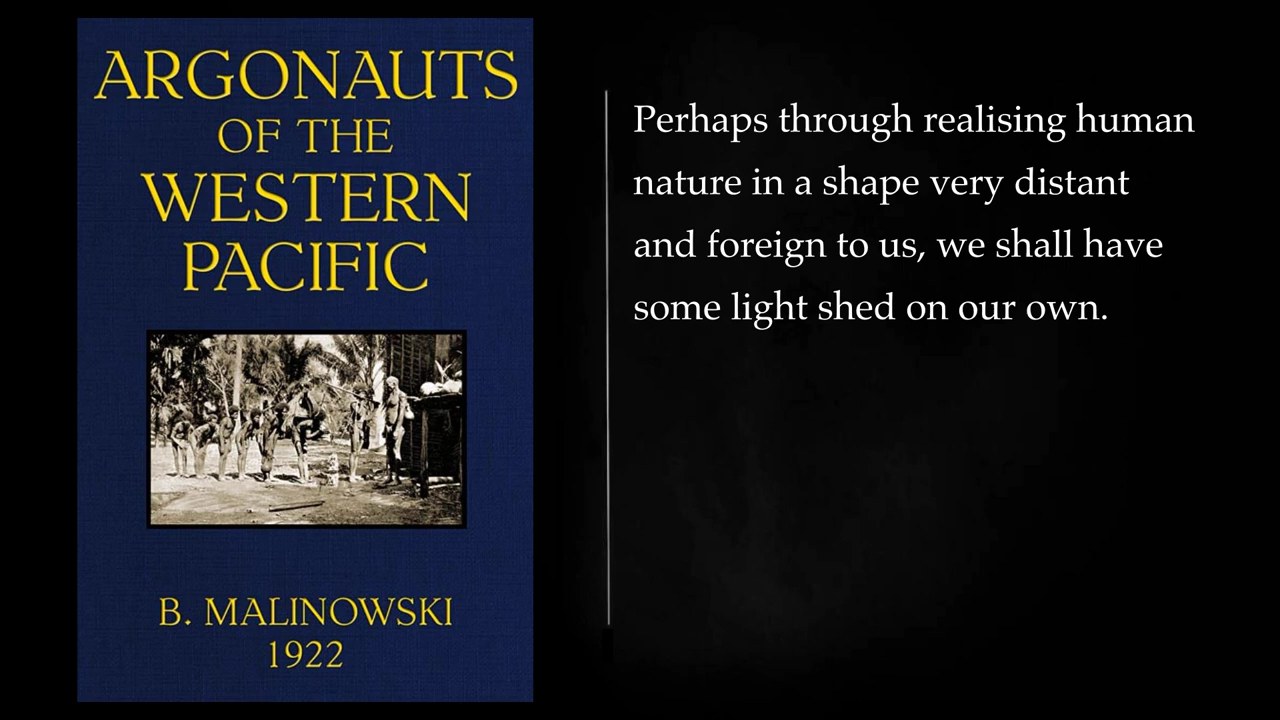 ARGONAUTS
OF THE
WESTERN
PACIFIC
B. MALINOWSKI
1922
Perhaps through realising human
nature in a shape very distant
and foreign to us, we shall have
some light shed on our own.